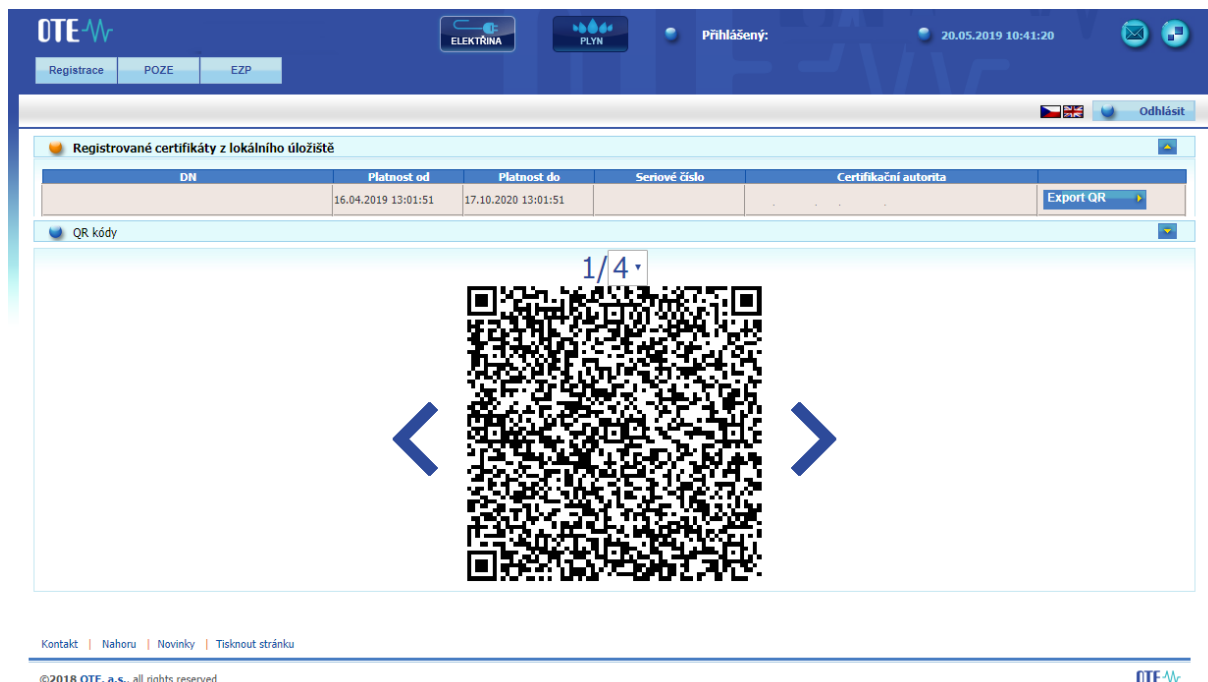 OTE
ELEKTŘINA
PLYN
Přihlášený:
20.05.2019 10:41:20
Registrace
POZE
EZP
Odhlásit
Registrované certifikáty z lokálního úložiště
DN Platnost od Platnost do Seriové číslo Certifikační autorita
16.04.2019 13:01:51 17.10.2020 13:01:51 Export QR
QR kódy
1/4
Kontakt | Nahoru | Novinky | Tisknout stránku
©2018 OTE, a.s., all rights reserved
OTE